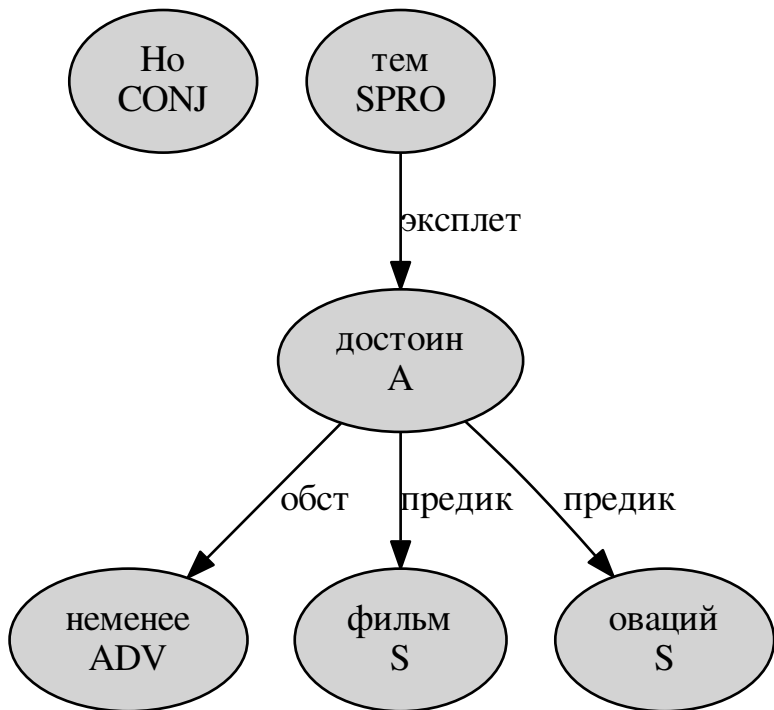 Но
CONJ
тем
SPRO
эксплет
достоин
A
обст
предик
предик
неменее
ADV
фильм
S
оваций
S